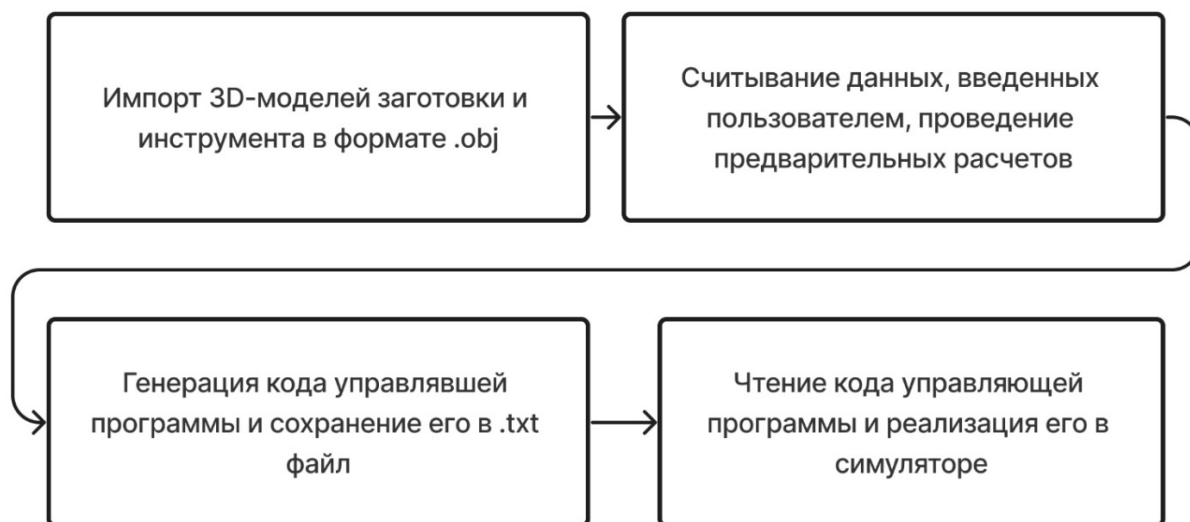 Импорт 3D-моделей заготовки и
инструмента в формате .obj
Считывание данных, введенных
пользователем, проведение
предварительных расчетов
Генерация кода управлявшей
программы и сохранение его в .txt
файл
Чтение кода управляющей
программы и реализация его в
симуляторе